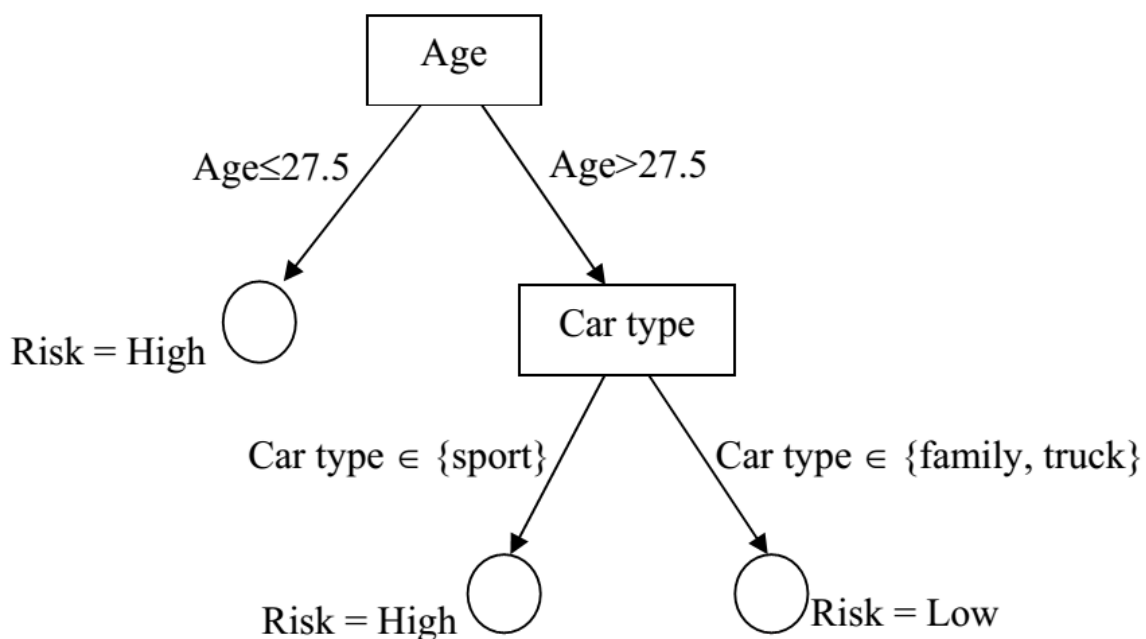 Age
Age≤27.5
Age>27.5
Risk = High
Car type
Car type ∈ {sport}
Car type ∈ {family, truck}
Risk = High
Risk = Low